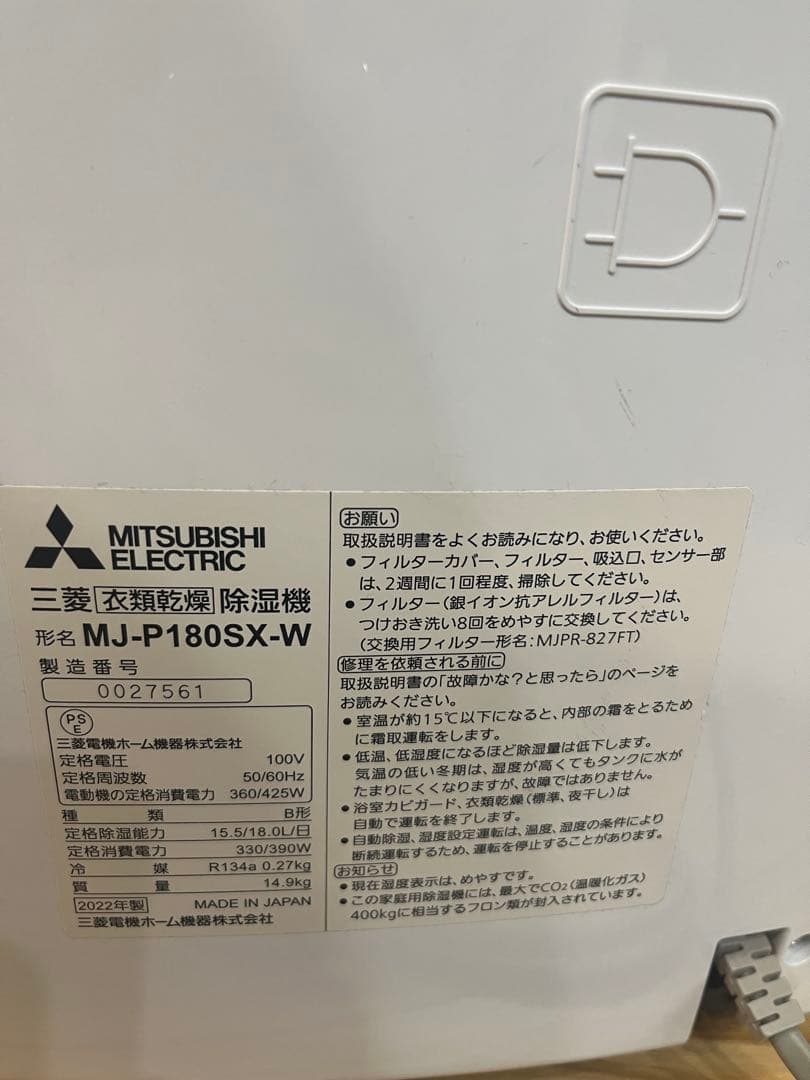 MITSUBISHI
ELECTRIC
三菱 衣類乾燥 除湿機
形名 MJ-P180SX-W
製造番号
0027561
PS
E
三菱電機ホーム機器株式会社
定格電圧 100V
定格周波数 50/60Hz
電動機の定格消費電力 360/425W
種類 B形
定格除湿能力 15.5/18.0L/日
定格消費電力 330/390W
冷媒 R134a 0.27kg
質量 14.9kg
2022年製 MADE IN JAPAN
三菱電機ホーム機器株式会社
お願い
取扱説明書をよくお読みになり、お使いください。
●フィルターカバー、フィルター、吸込口、センサー部
は、2週間に1回程度、掃除してください。
●フィルター(銀イオン抗アレルフィルター)は、
つけおき洗い8回をめやすに交換してください。
(交換用フィルター形名:MJPR-827FT)
修理を依頼される前に
取扱説明書の「故障かな?と思ったら」のページを
お読みください。
●室温が約15℃以下になると、内部の霜をとるため
に霜取運転をします。
●低温、低湿度になるほど除湿量は低下します。
気温の低い冬期は、湿度が高くてもタンクに水が
たまりにくくなりますが、故障ではありません。
●浴室カビガード、衣類乾燥(標準、夜干し)は
自動で運転を終了します。
●自動除湿、湿度設定運転は、温度、湿度の条件により
断続運転するため、運転を停止することがあります。
お知らせ
●現在湿度表示は、めやすです。
●この家庭用除湿機には、最大でCO2(温暖化ガス)
400kgに相当するフロン類が封入されています。